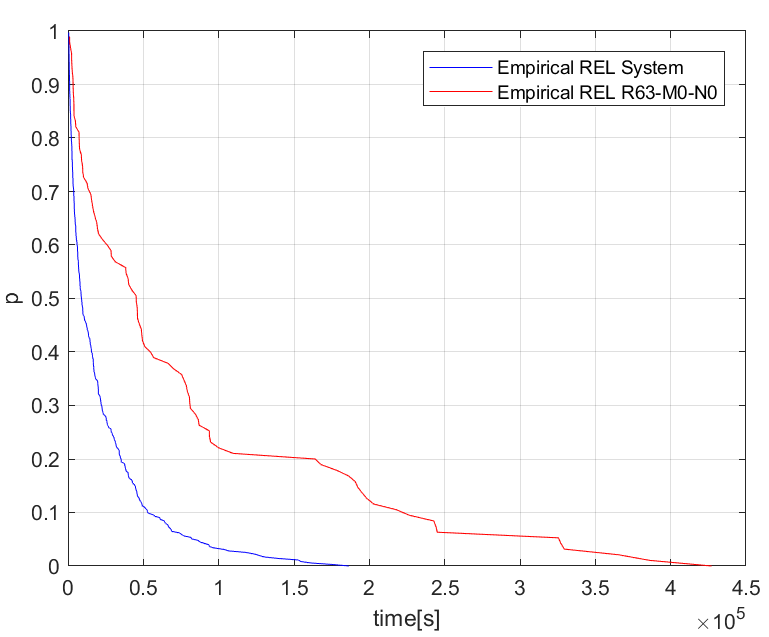 1
0.9
0.8
0.7
0.6
0.5
0.4
0.3
0.2
0.1
0
p
Empirical REL System
Empirical REL R63-M0-N0
0 0.5 1 1.5 2 2.5 3 3.5 4 4.5
time[s]
×10⁵